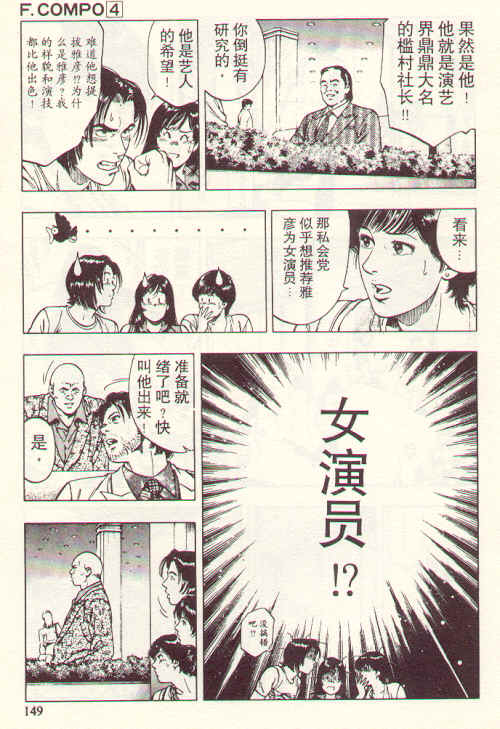 F. COMPO 4
果然是他！
他就是演艺
界鼎鼎大名
的槛村社长！！
你倒挺有
研究的．
他是艺人
的希望！
难道他想提
拔雅彦！？为什
么是雅彦？我
的样貌和演技
都比他出色！
看来…
那私会党
似乎想推荐雅
彦为女演员…
．．．．．．．．
准备就
绪了吧？快
叫他出来！
是．
女演员！？
没搞错
吧！？
149